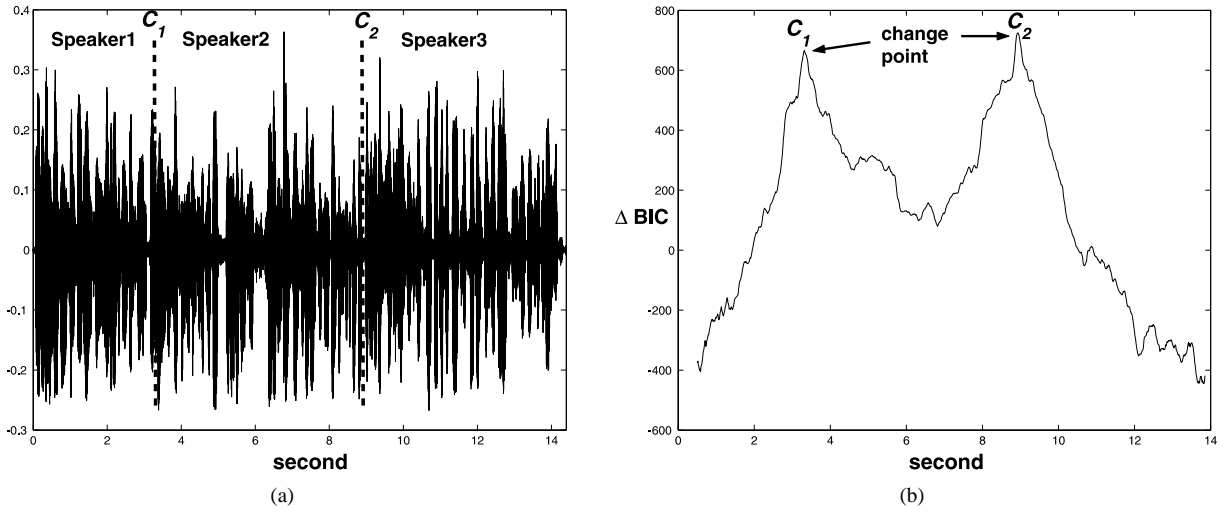 C1 C2
Speaker1 Speaker2 Speaker3
0.4
0.3
0.2
0.1
0
-0.1
-0.2
-0.3
0 2 4 6 8 10 12 14
second
(a)
C1 change point C2
800
600
400
200
Δ BIC
0
-200
-400
-600
0 2 4 6 8 10 12 14
second
(b)